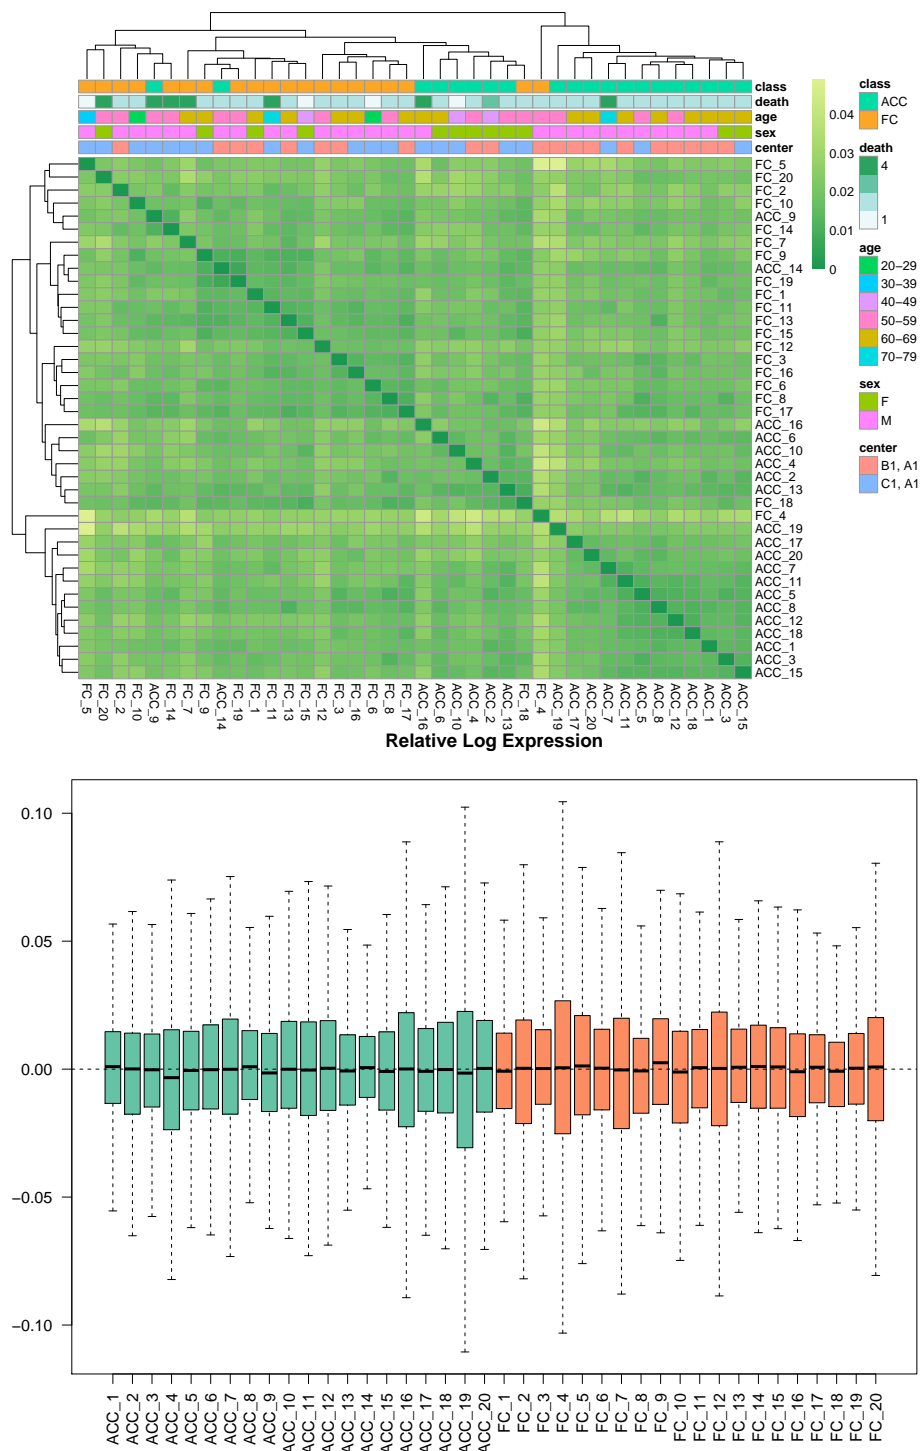 class
death
age
sex
center
FC_5
FC_20
FC_2
FC_10
ACC_9
FC_14
FC_7
FC_9
ACC_14
FC_19
FC_1
FC_11
FC_13
FC_15
FC_12
FC_3
FC_16
FC_6
FC_8
FC_17
ACC_16
ACC_6
ACC_10
ACC_4
ACC_2
ACC_13
FC_18
FC_4
ACC_19
ACC_17
ACC_20
ACC_7
ACC_11
ACC_5
ACC_8
ACC_12
ACC_18
ACC_1
ACC_3
ACC_15
0.04
0.03
0.02
0.01
0
class
ACC
FC
death
4
1
age
20−29
30−39
40−49
50−59
60−69
70−79
sex
F
M
center
B1, A1
C1, A1
FC_5
FC_20
FC_2
FC_10
ACC_9
FC_14
FC_7
FC_9
ACC_14
FC_19
FC_1
FC_11
FC_13
FC_15
FC_12
FC_3
FC_16
FC_6
FC_8
FC_17
ACC_16
ACC_6
ACC_10
ACC_4
ACC_2
ACC_13
FC_18
FC_4
ACC_19
ACC_17
ACC_20
ACC_7
ACC_11
ACC_5
ACC_8
ACC_12
ACC_18
ACC_1
ACC_3
ACC_15
Relative Log Expression
0.10
0.05
0.00
−0.05
−0.10
ACC_1
ACC_2
ACC_3
ACC_4
ACC_5
ACC_6
ACC_7
ACC_8
ACC_9
ACC_10
ACC_11
ACC_12
ACC_13
ACC_14
ACC_15
ACC_16
ACC_17
ACC_18
ACC_19
ACC_20
FC_1
FC_2
FC_3
FC_4
FC_5
FC_6
FC_7
FC_8
FC_9
FC_10
FC_11
FC_12
FC_13
FC_14
FC_15
FC_16
FC_17
FC_18
FC_19
FC_20